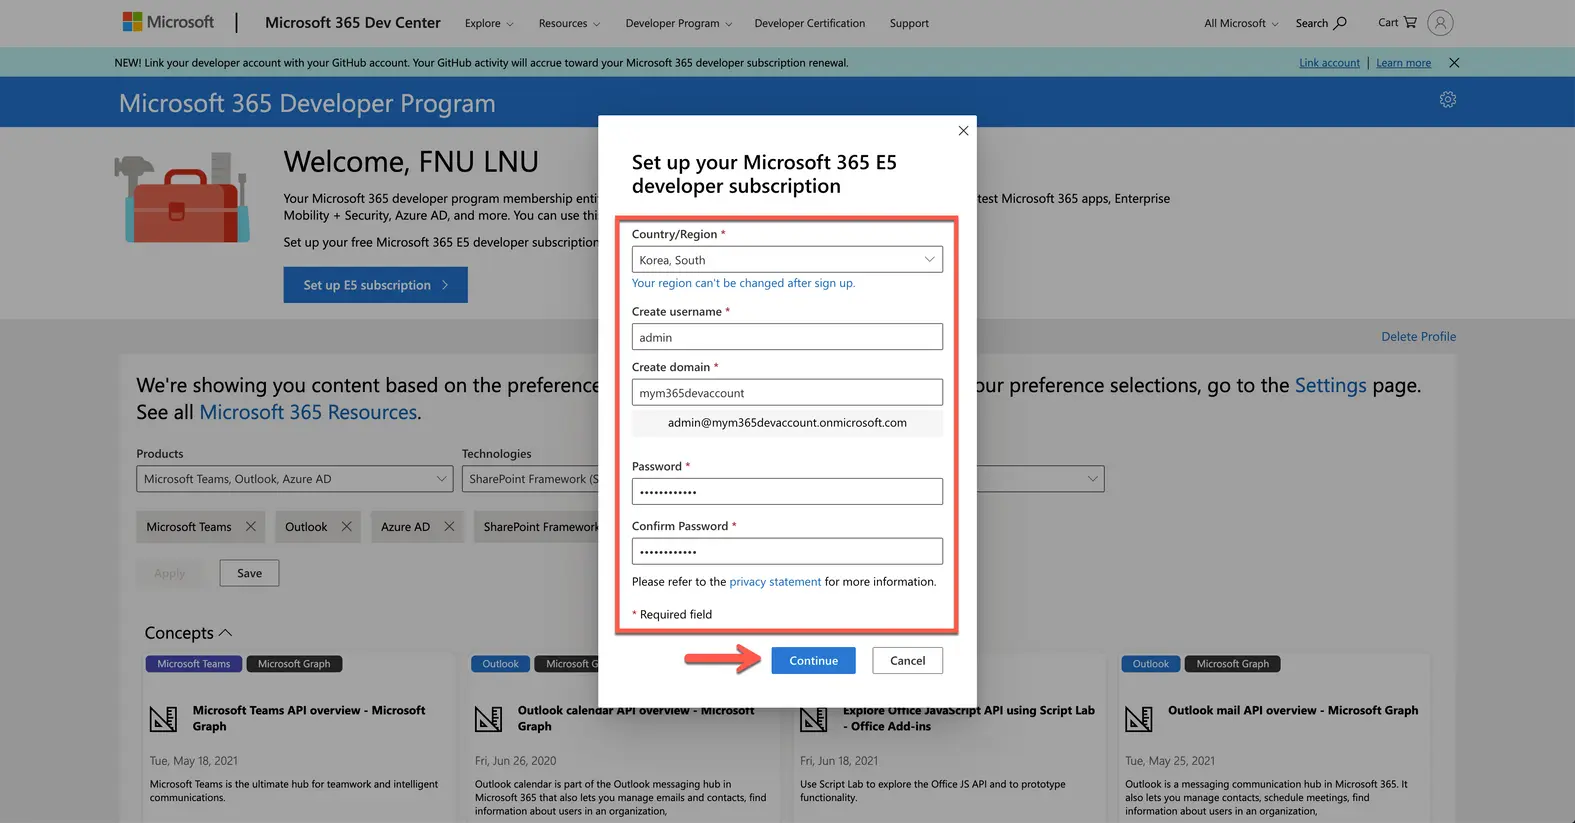 Microsoft
Microsoft 365 Dev Center
Explore
Resources
Developer Program
Developer Certification
Support
All Microsoft
Search
Cart
NEW! Link your developer account with your GitHub account. Your GitHub activity will accrue toward your Microsoft 365 developer subscription renewal.
Link account
Learn more
Microsoft 365 Developer Program
Welcome, FNU LNU
Your Microsoft 365 developer program membership
test Microsoft 365 apps, Enterprise
Mobility + Security, Azure AD, and more. You can use
Set up your free Microsoft 365 E5 developer subscription
Set up E5 subscription
Delete Profile
We're showing you content based on the
our preference selections, go to the Settings page.
See all Microsoft 365 Resources.
Products
Technologies
Microsoft Teams, Outlook, Azure AD
SharePoint Framework (S
Microsoft Teams
Outlook
Azure AD
SharePoint Framework
Apply
Save
Concepts
Microsoft Teams
Microsoft Graph
Microsoft Teams API overview - Microsoft
Graph
Tue, May 18, 2021
Microsoft Teams is the ultimate hub for teamwork and intelligent
communications.
Outlook
Microsoft G
Outlook calendar API overview - Microsoft
Graph
Fri, Jun 26, 2020
Outlook calendar is part of the Outlook messaging hub in
Microsoft 365 that also lets you manage emails and contacts, find
information about users in an organization,
Explore Office JavaScript API using Script Lab
- Office Add-ins
Fri, Jun 18, 2021
Use Script Lab to explore the Office JS API and to prototype
functionality.
Outlook
Microsoft Graph
Outlook mail API overview - Microsoft Graph
Tue, May 25, 2021
Outlook is a messaging communication hub in Microsoft 365. It
also lets you manage contacts, schedule meetings, find
information about users in an organization,
Set up your Microsoft 365 E5
developer subscription
Country/Region *
Korea, South
Your region can't be changed after sign up.
Create username *
admin
Create domain *
mym365devaccount
admin@mym365devaccount.onmicrosoft.com
Password *
••••••••••••
Confirm Password *
••••••••••••
Please refer to the privacy statement for more information.
* Required field
Continue
Cancel